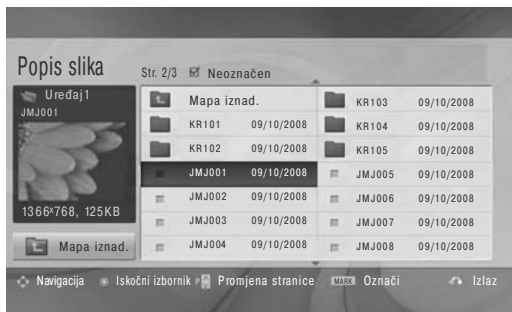 Popis slika
Str. 2/3 Neoznačen
Uređaj1
JMJ001
1366x768, 125KB
Mapa iznad.
Mapa iznad.
KR101 09/10/2008
KR102 09/10/2008
JMJ001 09/10/2008
JMJ002 09/10/2008
JMJ003 09/10/2008
JMJ004 09/10/2008
KR103 09/10/2008
KR104 09/10/2008
KR105 09/10/2008
JMJ005 09/10/2008
JMJ006 09/10/2008
JMJ007 09/10/2008
JMJ008 09/10/2008
Navigacija Iskočni izbornik P Promjena stranice MARK Označi Izlaz